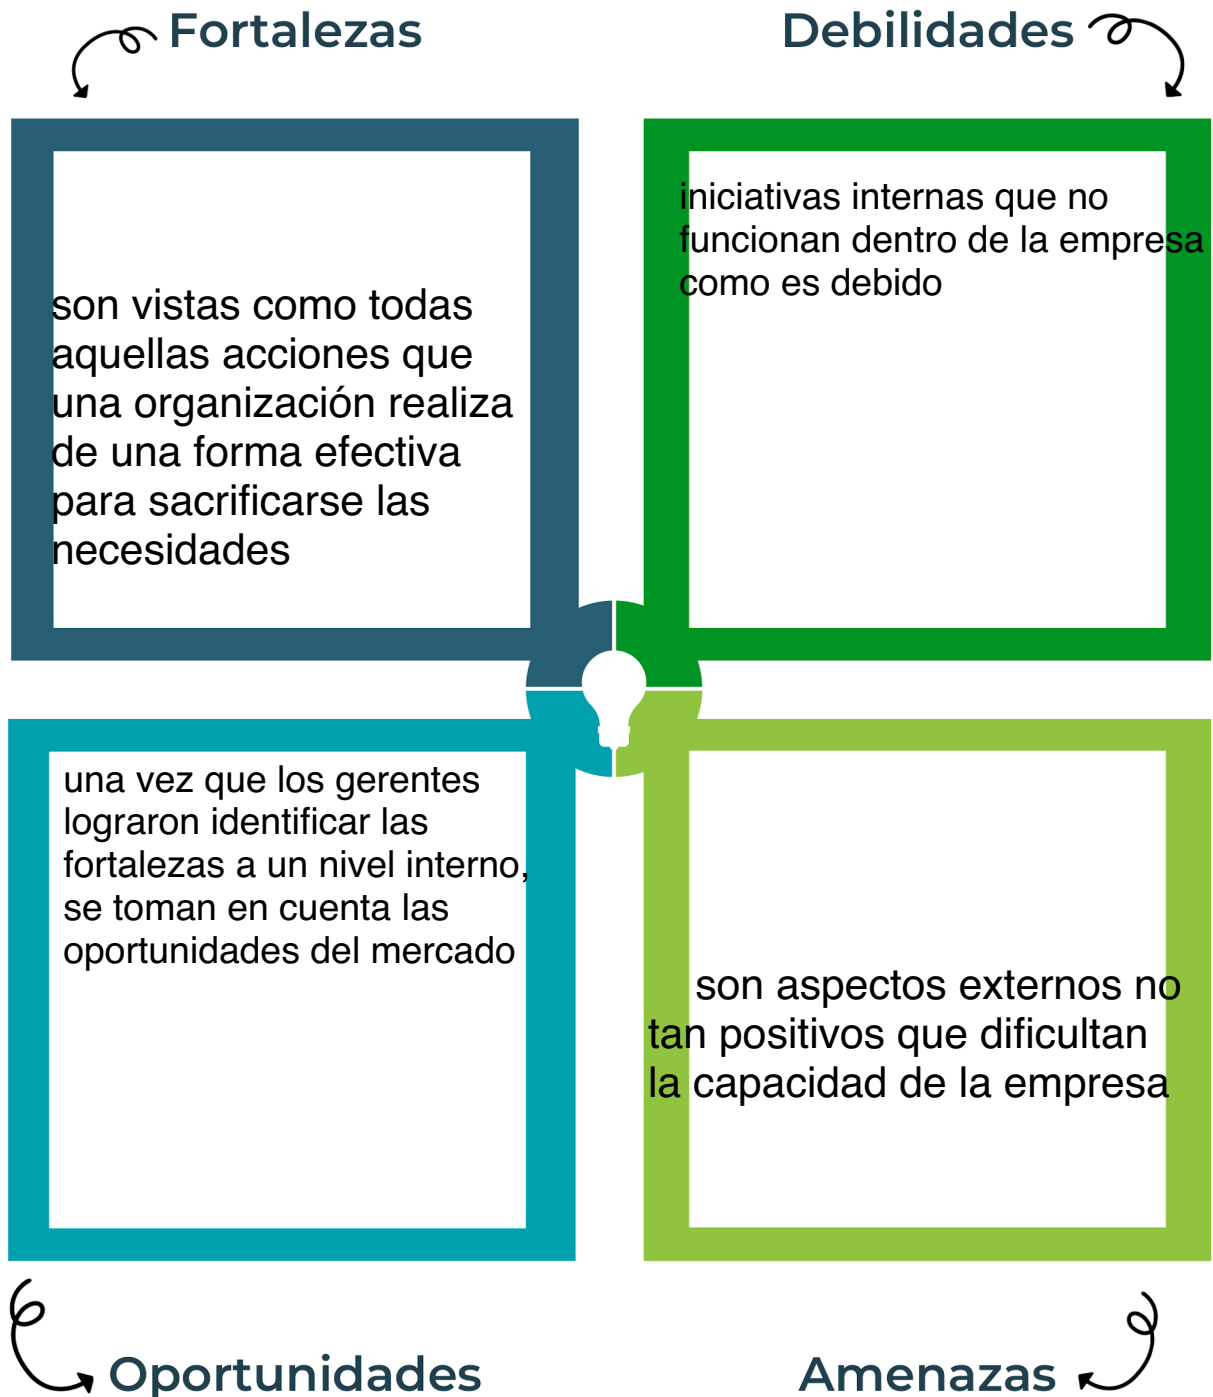 Fortalezas
son vistas como todas
aquellas acciones que
una organización realiza
de una forma efectiva
para sacrificarse las
necesidades
Debilidades
iniciativas internas que no
funcionan dentro de la empresa
como es debido
una vez que los gerentes
lograron identificar las
fortalezas a un nivel interno,
se toman en cuenta las
oportunidades del mercado
Oportunidades
son aspectos externos no
tan positivos que dificultan
la capacidad de la empresa
Amenazas